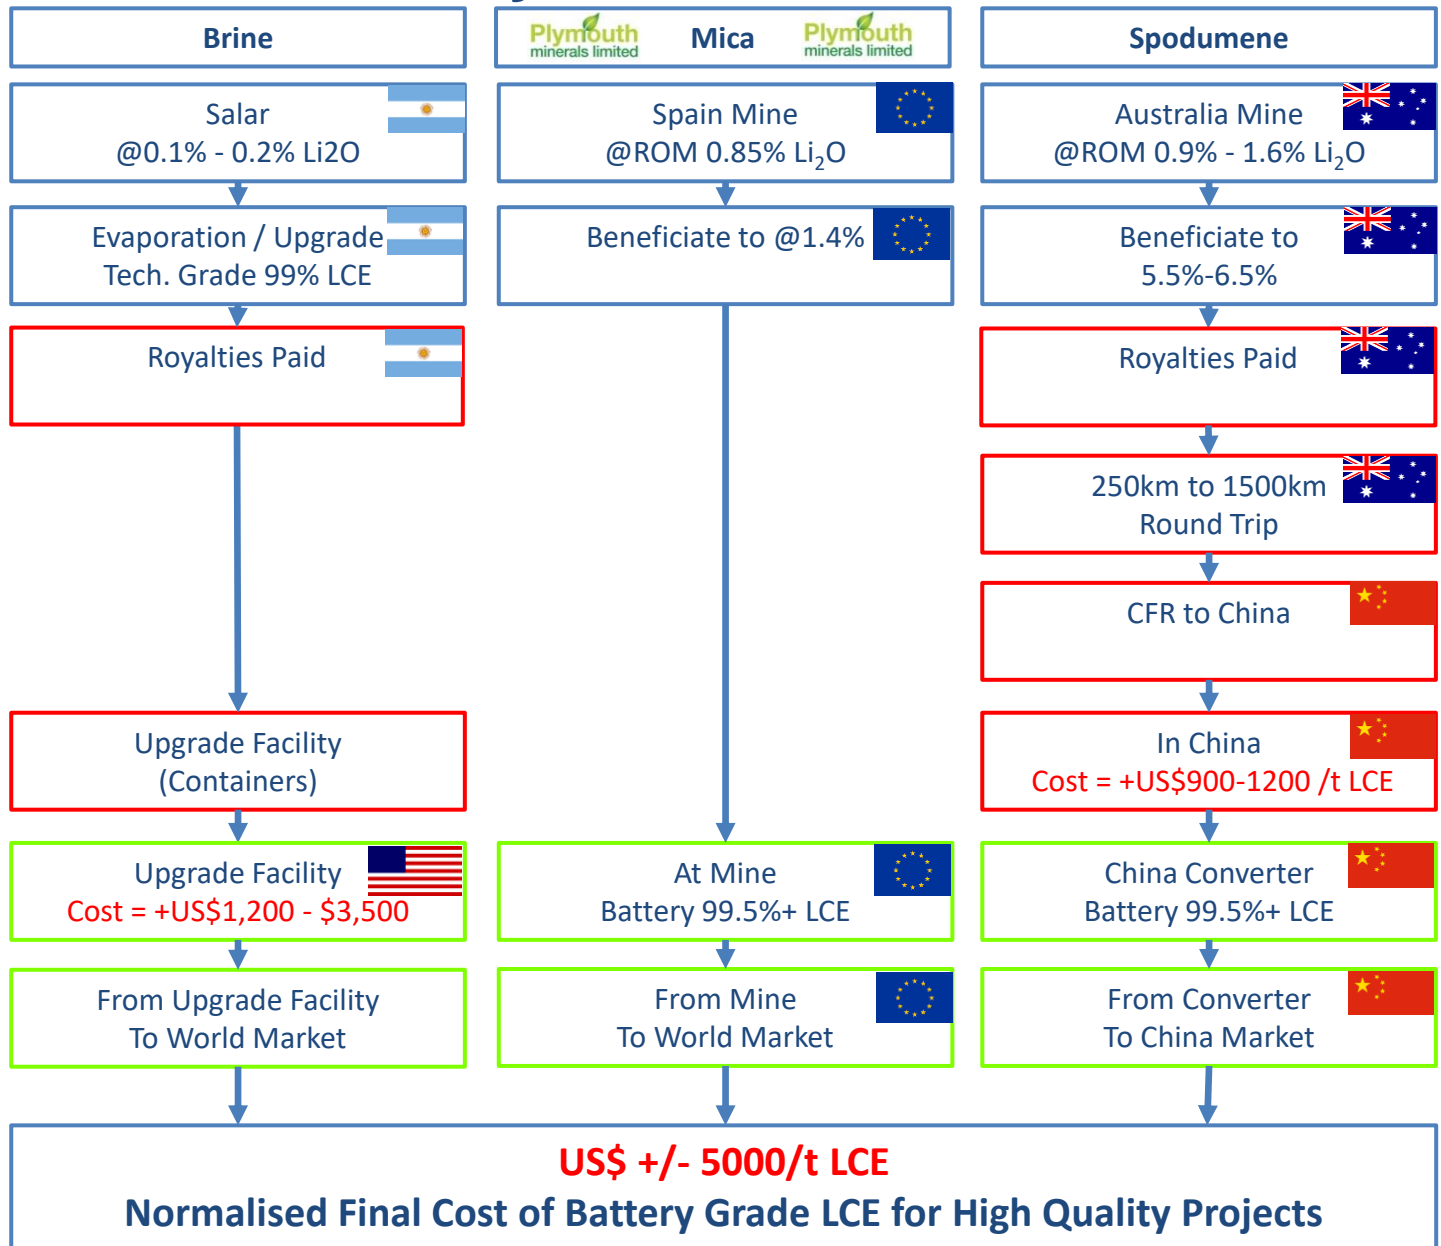 Brine
Salar
@0.1% - 0.2% Li2O
Evaporation / Upgrade
Tech. Grade 99% LCE
Royalties Paid
Upgrade Facility
(Containers)
Upgrade Facility
Cost = +US$1,200 - $3,500
From Upgrade Facility
To World Market
Plymouth
minerals limited
Mica
Plymouth
minerals limited
Spain Mine
@ROM 0.85% Li₂O
Beneficiate to @1.4%
At Mine
Battery 99.5%+ LCE
From Mine
To World Market
Spodumene
Australia Mine
@ROM 0.9% - 1.6% Li₂O
Beneficiate to
5.5%-6.5%
Royalties Paid
250km to 1500km
Round Trip
CFR to China
In China
Cost = +US$900-1200 /t LCE
China Converter
Battery 99.5%+ LCE
From Converter
To China Market
US$ +/- 5000/t LCE
Normalised Final Cost of Battery Grade LCE for High Quality Projects